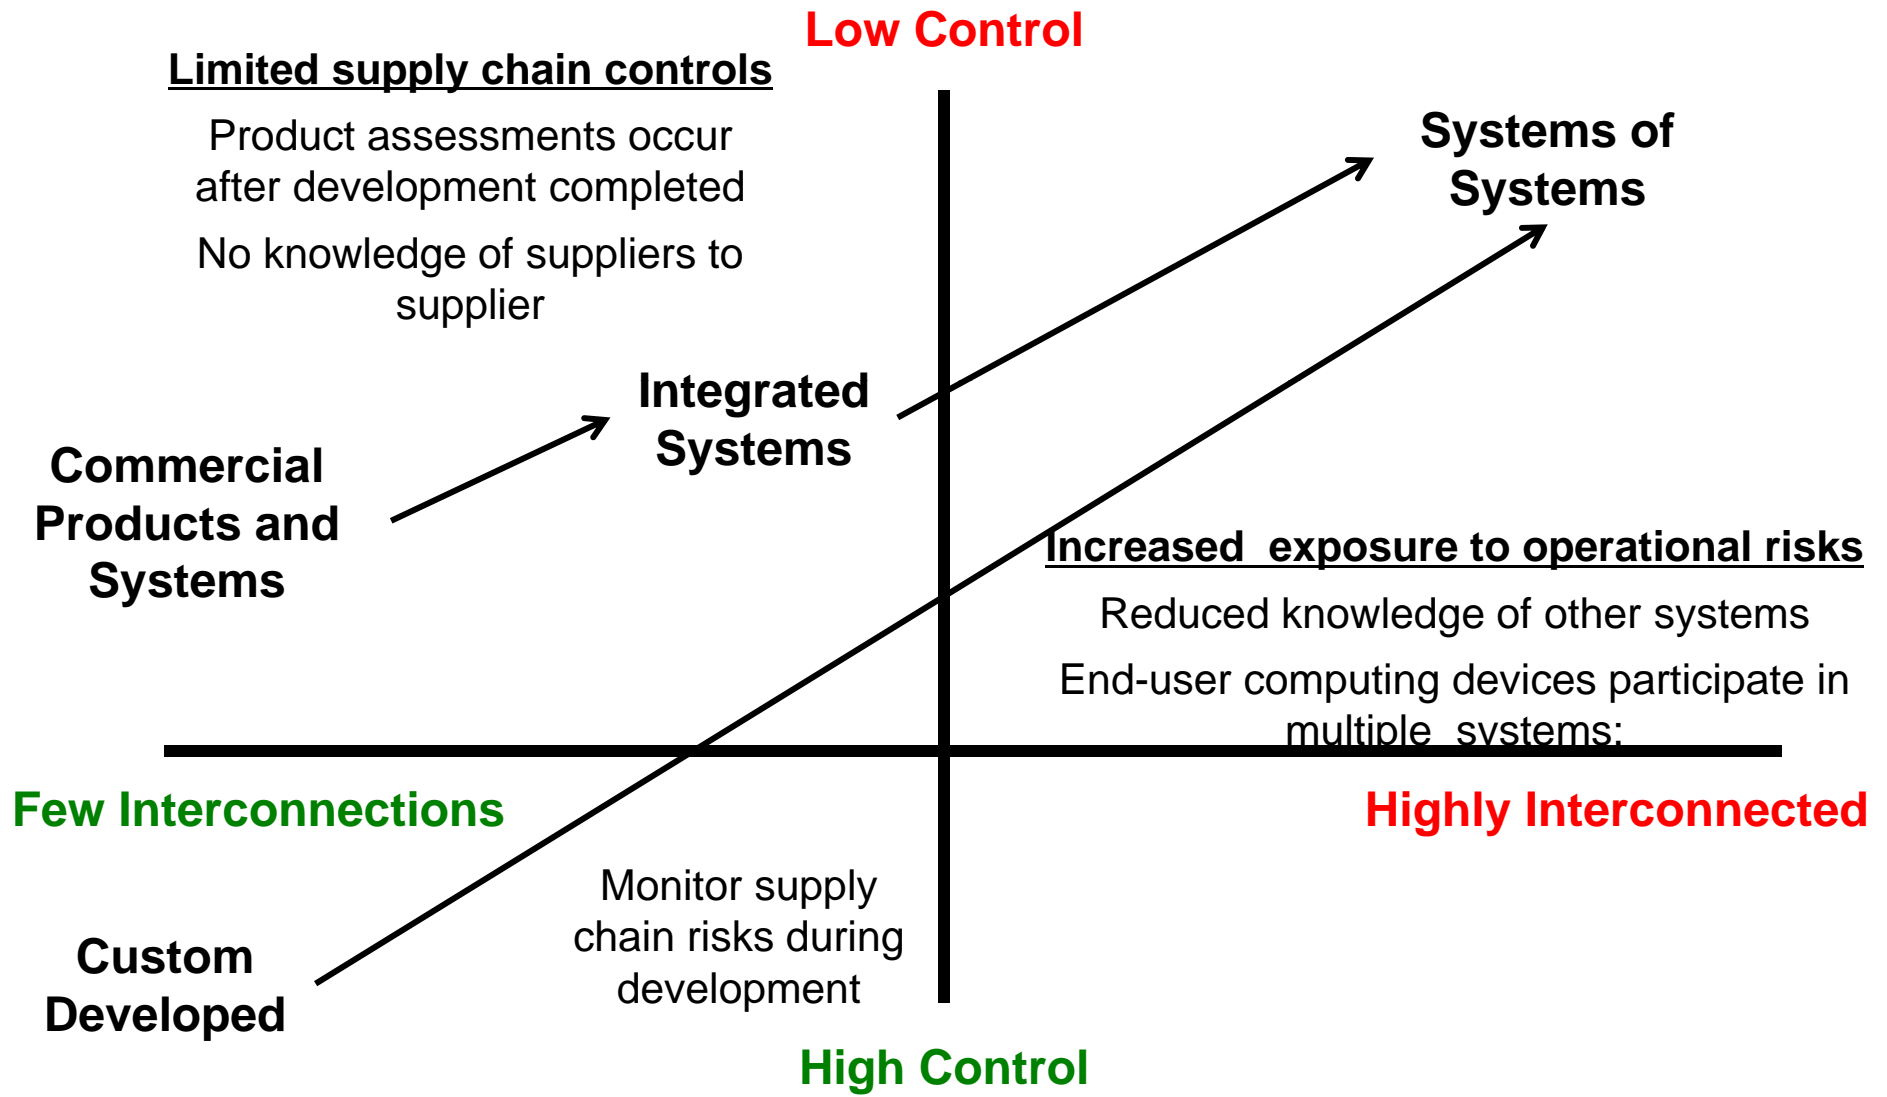 Low Control
Limited supply chain controls
Product assessments occur
after development completed
No knowledge of suppliers to
supplier
Systems of
Systems
Integrated
Systems
Commercial
Products and
Systems
Increased  exposure to operational risks
Reduced knowledge of other systems
End-user computing devices participate in
multiple  systems;
Few Interconnections
Highly Interconnected
Monitor supply
chain risks during
development
Custom
Developed
High Control